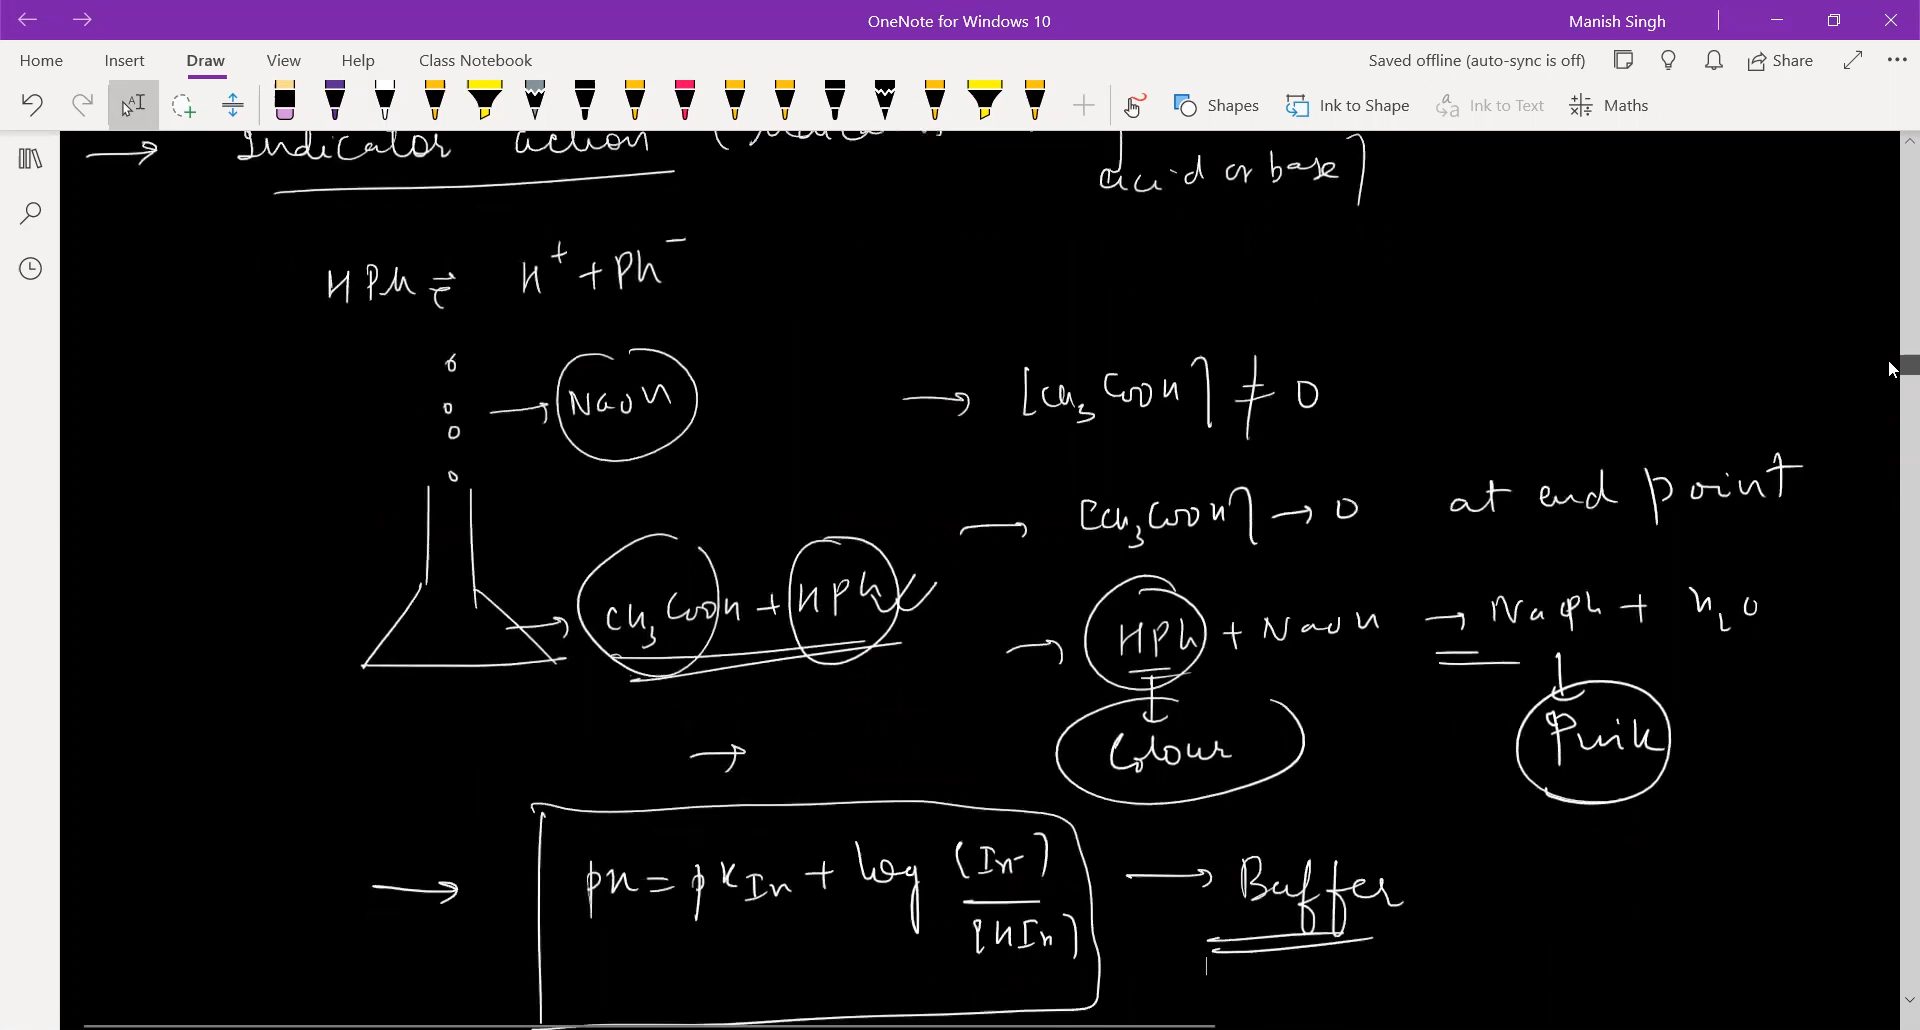 OneNote for Windows 10
Manish Singh
Home Insert Draw View Help Class Notebook
Saved offline (auto-sync is off) Share
Shapes Ink to Shape Ink to Text Maths
→ Indicator action (
acid or base]
HPh ⇌ H⁺ + Ph⁻
→ NaOH
→ [CH₃COOH] ≠ 0
→ [CH₃COOH] → 0 at end point
→ CH₃COOH + HPh
→ HPh + NaOH → NaPh + H₂O
→ Colour
Pink
→ pH = pK_In + log [In⁻]/[HIn] → Buffer